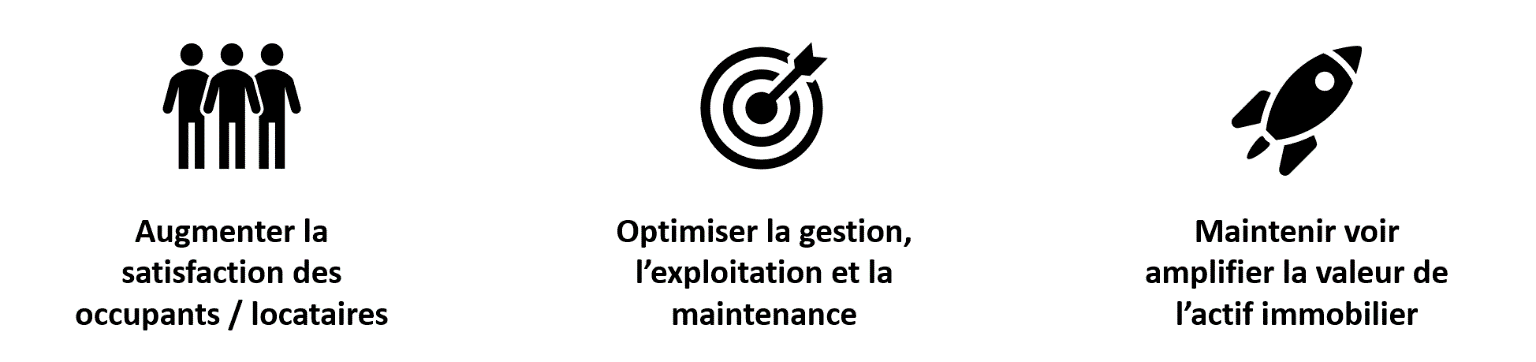 Augmenter la
satisfaction des
occupants / locataires
Optimiser la gestion,
l’exploitation et la
maintenance
Maintenir voir
amplifier la valeur de
l’actif immobilier